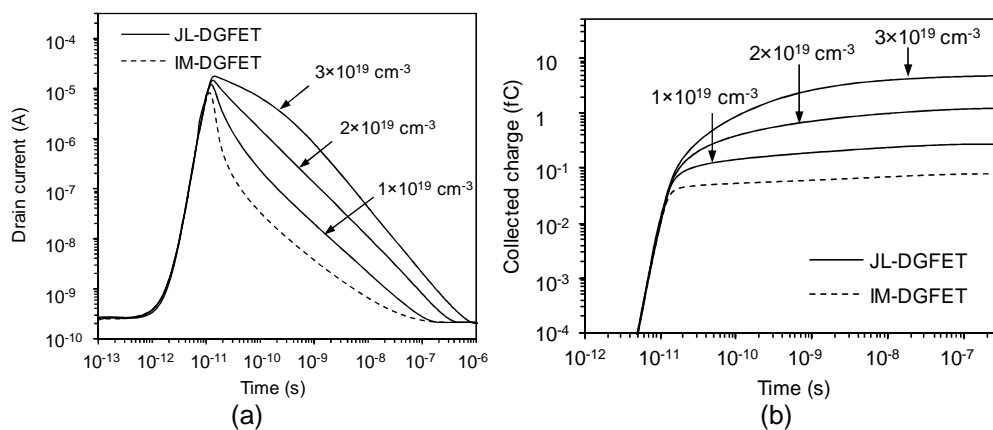 10⁻⁴
10⁻⁵
10⁻⁶
10⁻⁷
10⁻⁸
10⁻⁹
10⁻¹⁰
Drain current (A)
JL-DGFET
IM-DGFET
3×10¹⁹ cm-³
2×10¹⁹ cm-³
1×10¹⁹ cm-³
10⁻¹³ 10⁻¹² 10⁻¹¹ 10⁻¹⁰ 10⁻⁹ 10⁻⁸ 10⁻⁷ 10⁻⁶
Time (s)
(a)
10
1
10⁻¹
10⁻²
10⁻³
10⁻⁴
Collected charge (fC)
3×10¹⁹ cm-³
2×10¹⁹ cm-³
1×10¹⁹ cm-³
JL-DGFET
IM-DGFET
10⁻¹² 10⁻¹¹ 10⁻¹⁰ 10⁻⁹ 10⁻⁸ 10⁻⁷
Time (s)
(b)